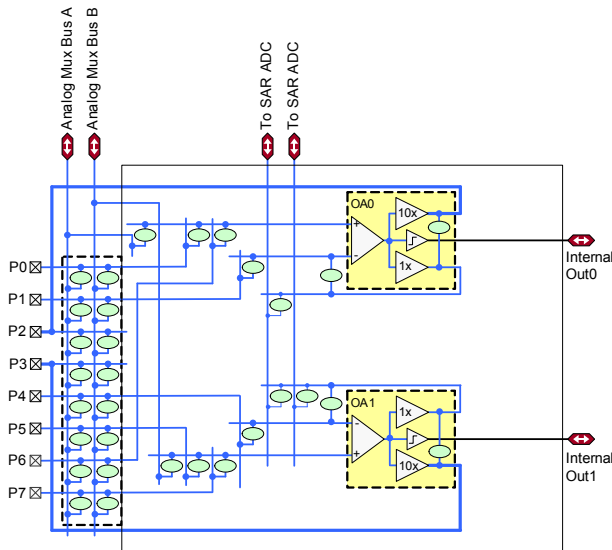 Analog Mux Bus A
Analog Mux Bus B
To SAR ADC
To SAR ADC
OA0
+
-
10x
1x
Internal
Out0
P0
P1
P2
P3
P4
P5
P6
P7
OA1
-
+
1x
10x
Internal
Out1